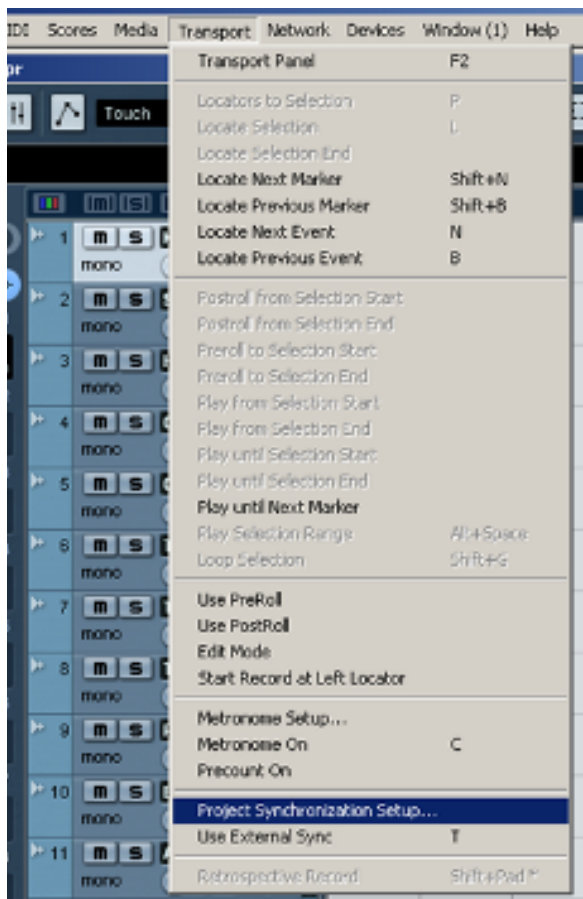 IDI Scores Media Transport Network Devices Window (1) Help
or
Touch
Transport Panel F2
Locators to Selection P
Locate Selection L
Locate Selection End
Locate Next Marker Shift+N
Locate Previous Marker Shift+B
Locate Next Event N
Locate Previous Event B
Postroll from Selection Start
Postroll from Selection End
Preroll to Selection Start
Preroll to Selection End
Play from Selection Start
Play from Selection End
Play until Selection Start
Play until Selection End
Play until Next Marker
Play Selection Range Alt+Space
Loop Selection Shift+G
Use PreRoll
Use PostRoll
Edit Mode
Start Record at Left Locator
Metronome Setup...
Metronome On C
Precount On
Project Synchronization Setup...
Use External Sync T
Retrospective Record Shift+Pad *
m s
1 m s
mono
2 m s
mono
3 m s
mono
4 m s
mono
5 m s
mono
6 m s
mono
7 m s
mono
8 m s
mono
9 m s
mono
10 m s
mono
11 m s
mono